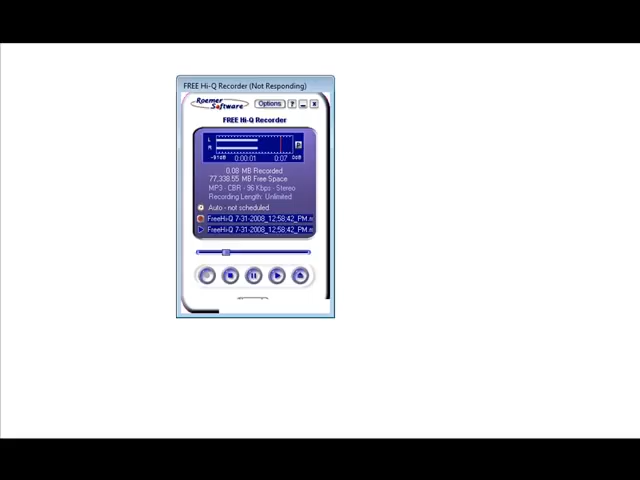 FREE Hi-Q Recorder (Not Responding)
Roemer
Software
Options ? _ x
FREE Hi-Q Recorder
L
R
-91dB 0:00:01 0:07 .0dB
0.08 MB Recorded
77,338.55 MB Free Space
MP3 - CBR - 96 Kbps - Stereo
Recording Length: Unlimited
Auto - not scheduled
FreeHi-Q 7-31-2008_12:58:42_PM.m
FreeHi-Q 7-31-2008_12:58:42_PM.m